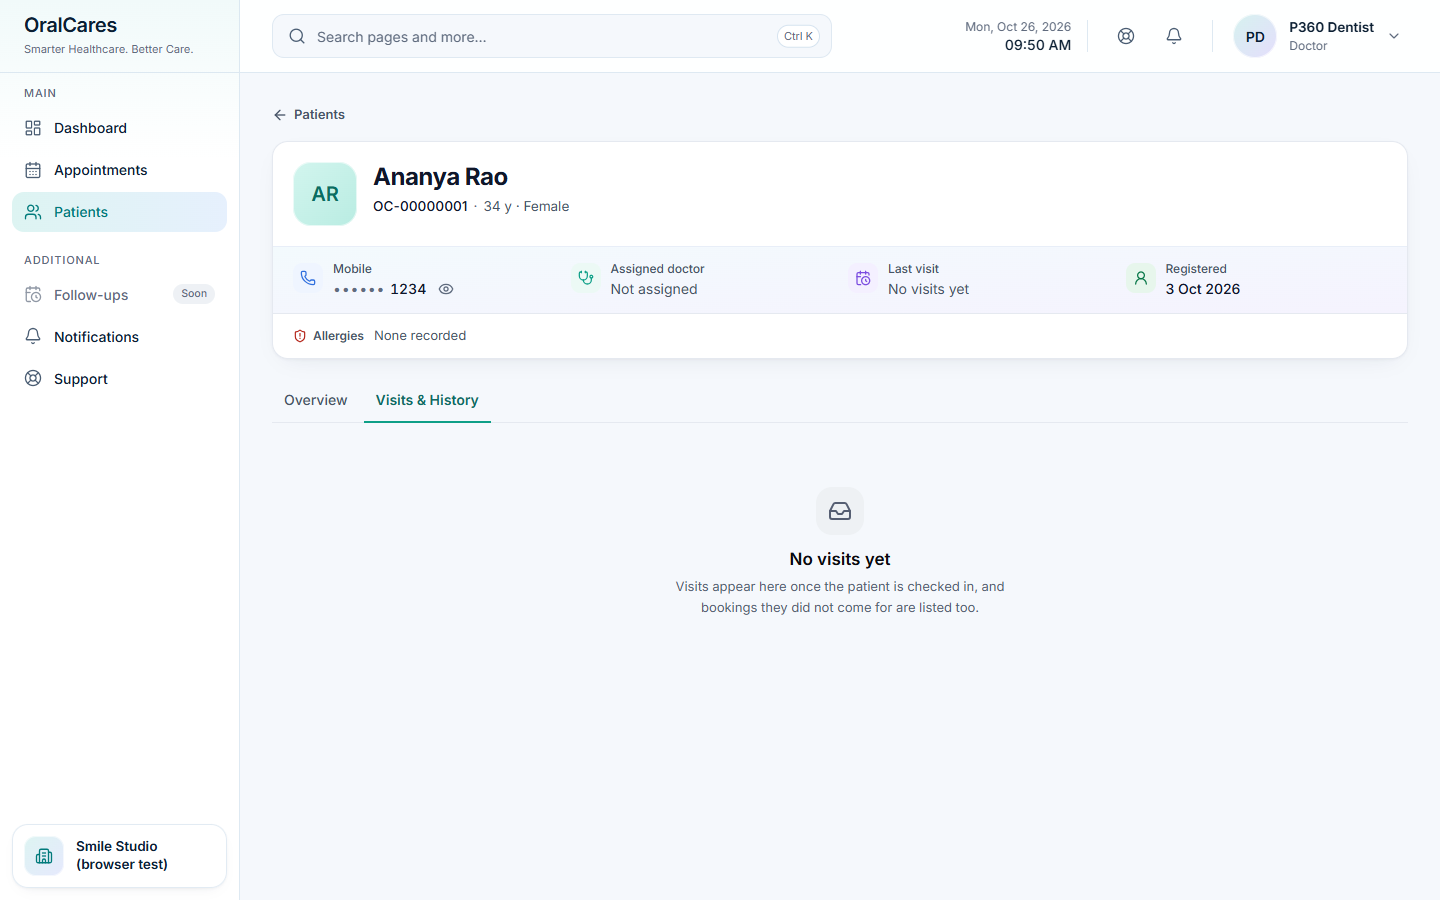 OralCares
Smarter Healthcare. Better Care.
MAIN
Dashboard
Appointments
Patients
ADDITIONAL
Follow-ups
Soon
Notifications
Support
Smile Studio
(browser test)
Search pages and more...
Ctrl K
Mon, Oct 26, 2026
09:50 AM
PD
P360 Dentist
Doctor
Patients
AR
Ananya Rao
OC-00000001 · 34 y · Female
Mobile
•••••• 1234
Assigned doctor
Not assigned
Last visit
No visits yet
Registered
3 Oct 2026
Allergies None recorded
Overview
Visits & History
No visits yet
Visits appear here once the patient is checked in, and
bookings they did not come for are listed too.